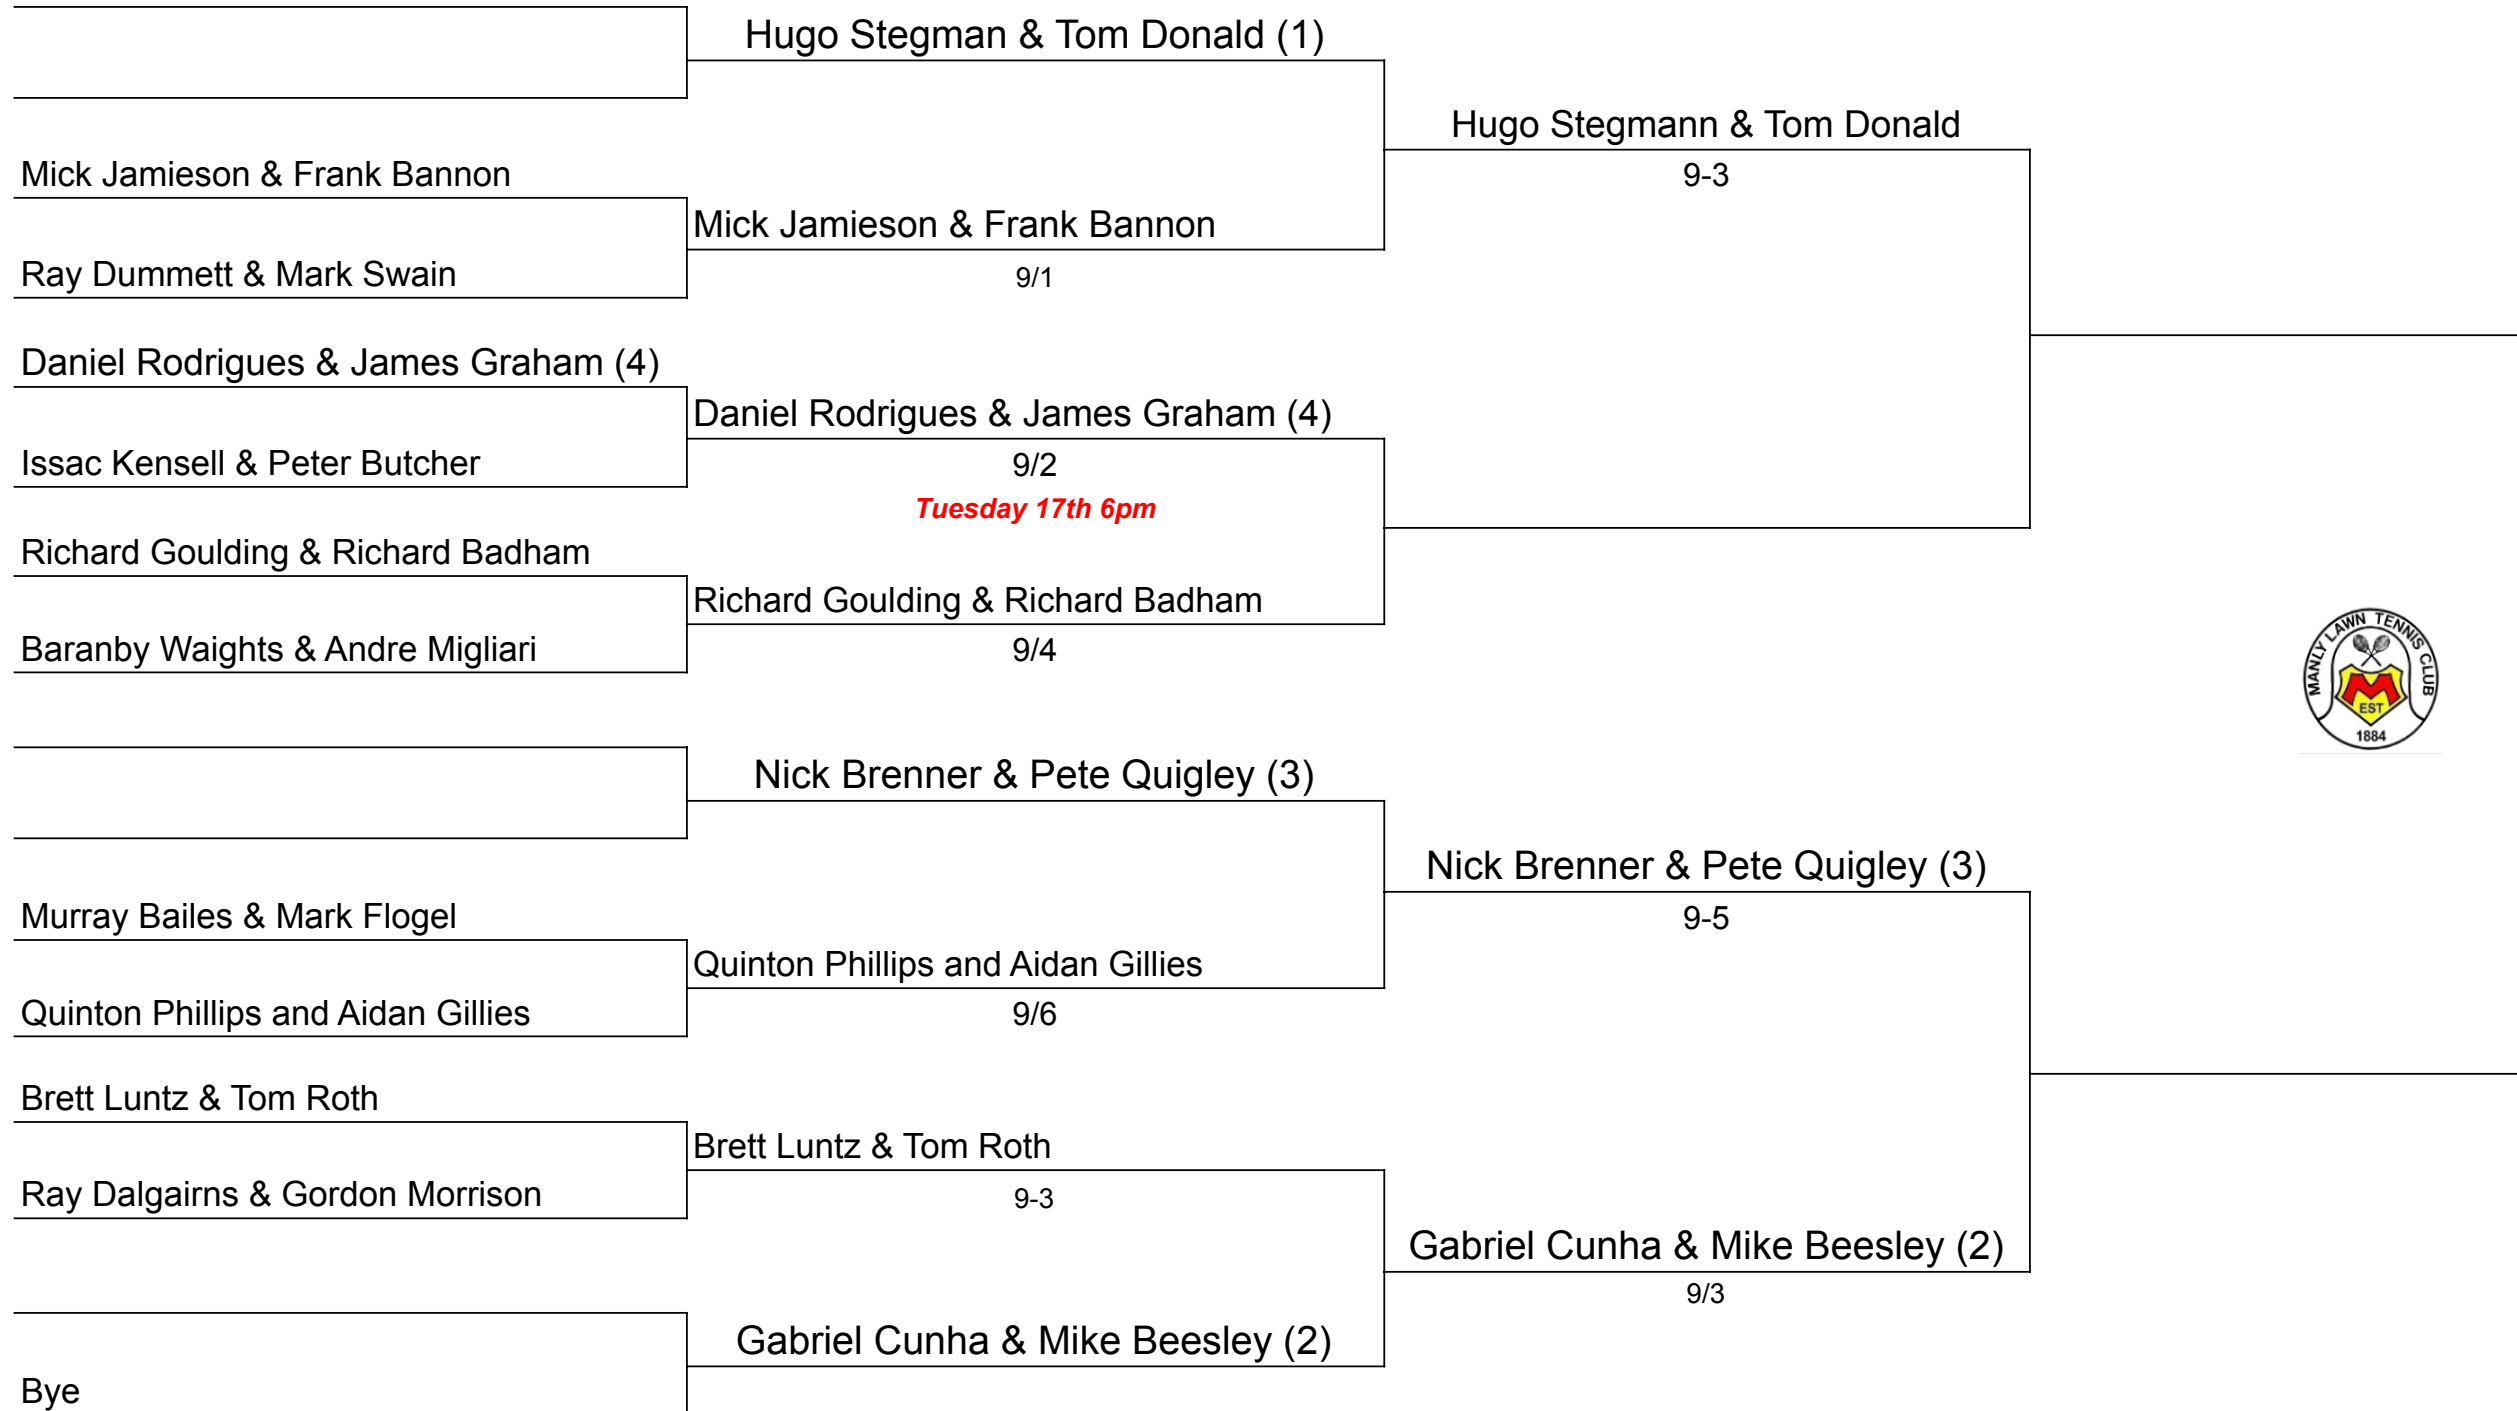 Hugo Stegman & Tom Donald (1)
Hugo Stegmann & Tom Donald
9-3
Mick Jamieson & Frank Bannon
Mick Jamieson & Frank Bannon
9/1
Ray Dummett & Mark Swain
Daniel Rodrigues & James Graham (4)
Daniel Rodrigues & James Graham (4)
9/2
Issac Kensell & Peter Butcher
Tuesday 17th 6pm
Richard Goulding & Richard Badham
Richard Goulding & Richard Badham
9/4
Baranby Waights & Andre Migliari
MANLY LAWN TENNIS CLUB
M
EST
1884
Nick Brenner & Pete Quigley (3)
Nick Brenner & Pete Quigley (3)
9-5
Murray Bailes & Mark Flogel
Quinton Phillips and Aidan Gillies
9/6
Quinton Phillips and Aidan Gillies
Brett Luntz & Tom Roth
Brett Luntz & Tom Roth
9-3
Ray Dalgairns & Gordon Morrison
Gabriel Cunha & Mike Beesley (2)
9/3
Gabriel Cunha & Mike Beesley (2)
Bye